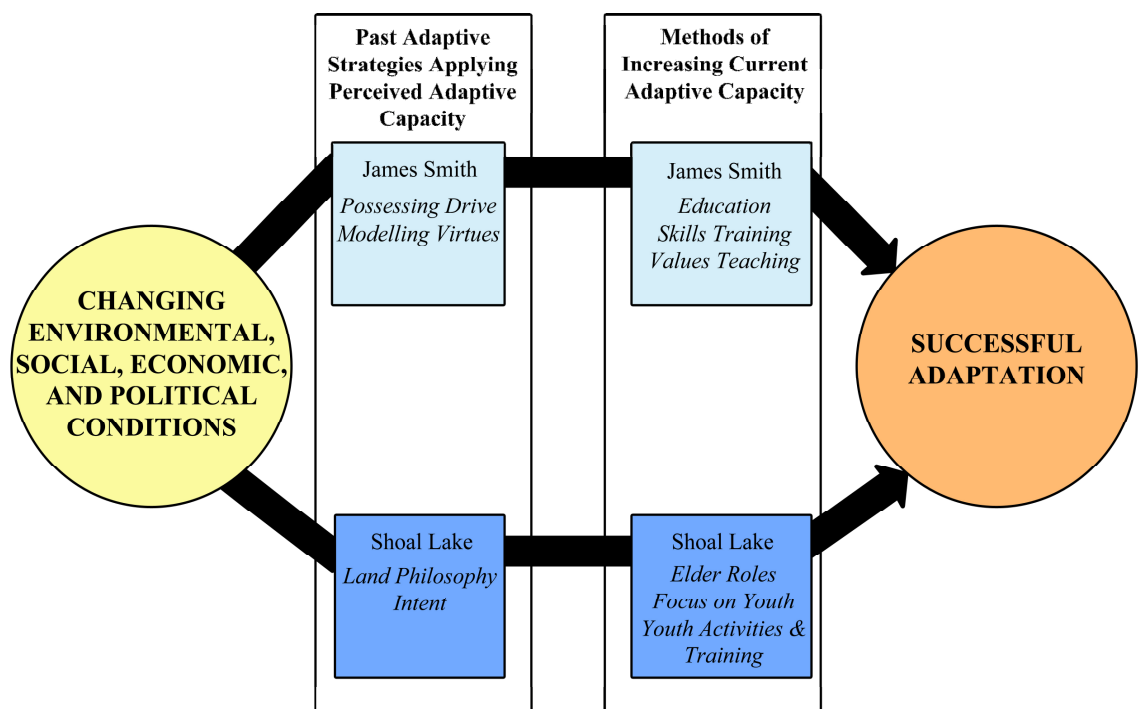 Past Adaptive
Strategies Applying
Perceived Adaptive
Capacity
Methods of
Increasing Current
Adaptive Capacity
James Smith
Possessing Drive
Modelling Virtues
James Smith
Education
Skills Training
Values Teaching
CHANGING
ENVIRONMENTAL,
SOCIAL, ECONOMIC,
AND POLITICAL
CONDITIONS
SUCCESSFUL
ADAPTATION
Shoal Lake
Land Philosophy
Intent
Shoal Lake
Elder Roles
Focus on Youth
Youth Activities &
Training